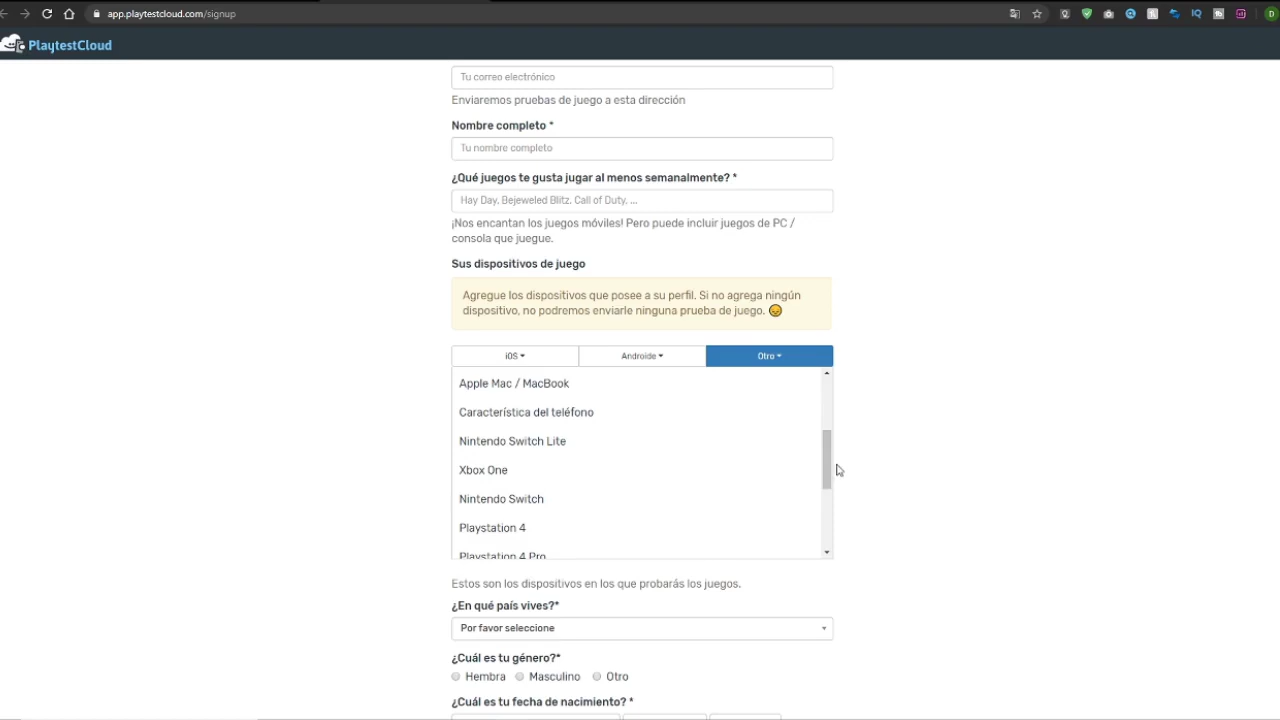 app.playtestcloud.com/signup
PlaytestCloud
Tu correo electrónico
Enviaremos pruebas de juego a esta dirección
Nombre completo *
Tu nombre completo
¿Qué juegos te gusta jugar al menos semanalmente? *
Hay Day, Bejeweled Blitz, Call of Duty, ...
¡Nos encantan los juegos móviles! Pero puede incluir juegos de PC /
consola que juegue.
Sus dispositivos de juego
Agregue los dispositivos que posee a su perfil. Si no agrega ningún
dispositivo, no podremos enviarle ninguna prueba de juego. 😞
iOS Androide Otro
Apple Mac / MacBook
Característica del teléfono
Nintendo Switch Lite
Xbox One
Nintendo Switch
Playstation 4
Playstation 4 Pro
Estos son los dispositivos en los que probarás los juegos.
¿En qué país vives?*
Por favor seleccione
¿Cuál es tu género?*
Hembra Masculino Otro
¿Cuál es tu fecha de nacimiento? *